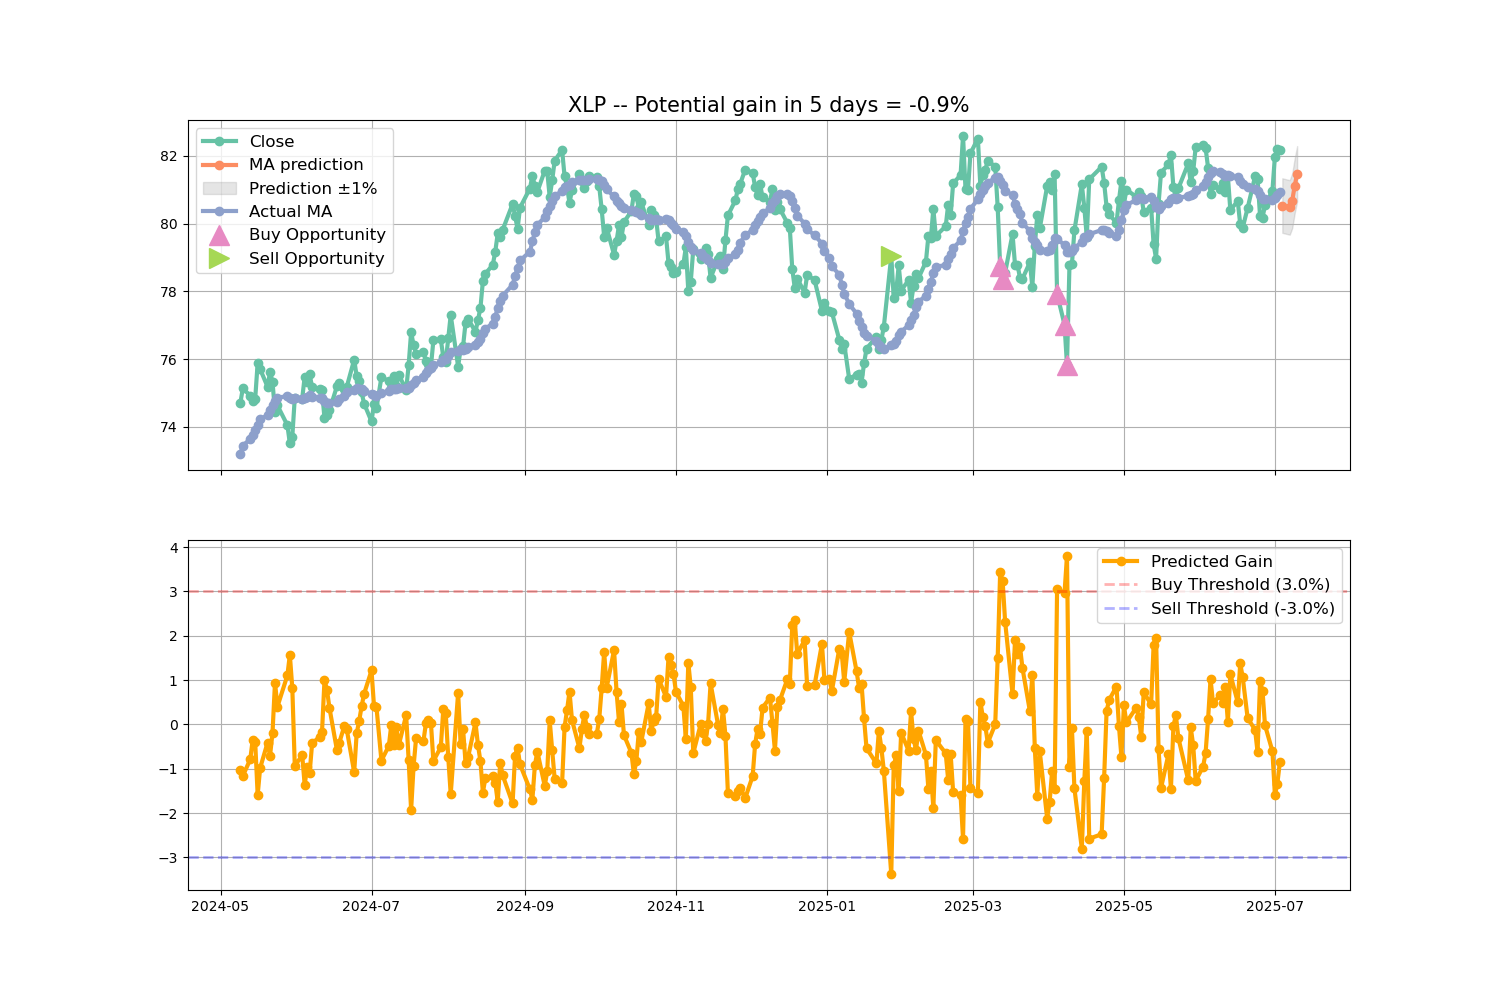 XLP -- Potential gain in 5 days = -0.9%
Close
MA prediction
Prediction ±1%
Actual MA
Buy Opportunity
Sell Opportunity
82
80
78
76
74
Predicted Gain
Buy Threshold (3.0%)
Sell Threshold (-3.0%)
4
3
2
1
0
−1
−2
−3
2024-05 2024-07 2024-09 2024-11 2025-01 2025-03 2025-05 2025-07